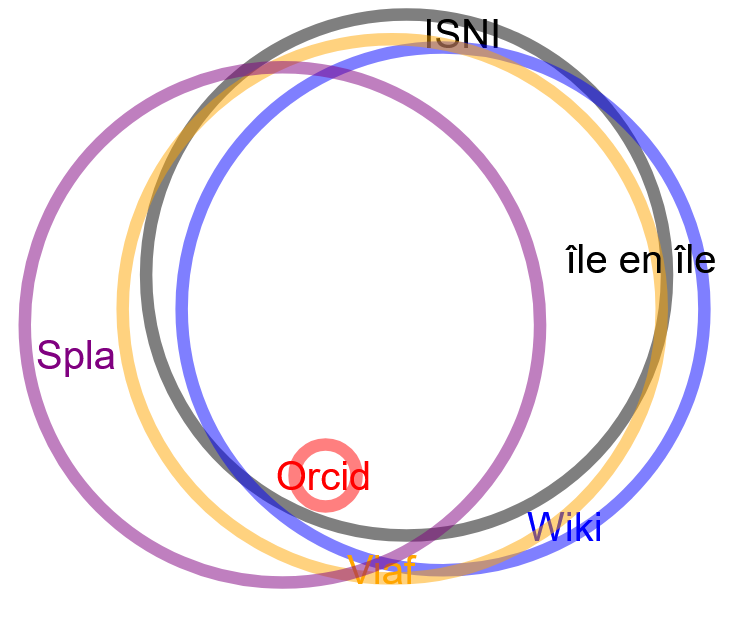 ISNI
île en île
Spla
Orcid
Wiki
Viaf